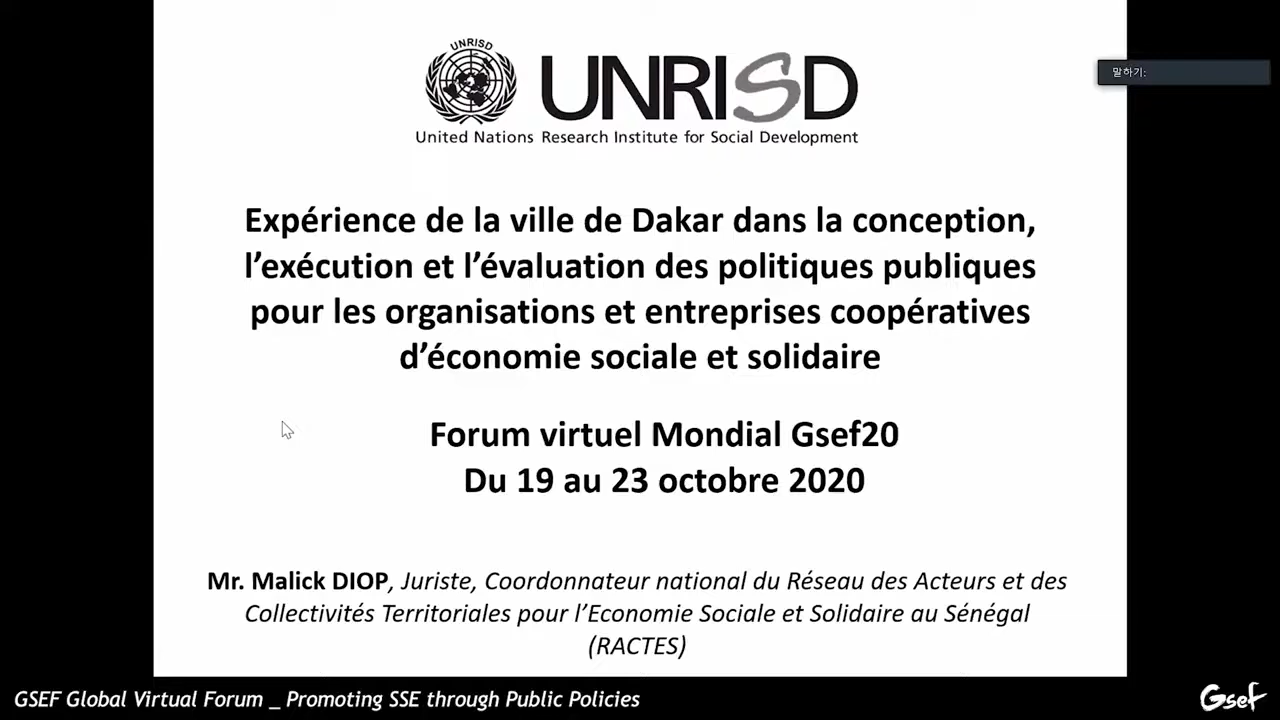 UNRISD
UNRISD
말하기:
United Nations Research Institute for Social Development
Expérience de la ville de Dakar dans la conception,
l’exécution et l’évaluation des politiques publiques
pour les organisations et entreprises coopératives
d’économie sociale et solidaire
Forum virtuel Mondial Gsef20
Du 19 au 23 octobre 2020
Mr. Malick DIOP, Juriste, Coordonnateur national du Réseau des Acteurs et des
Collectivités Territoriales pour l’Economie Sociale et Solidaire au Sénégal
(RACTES)
GSEF Global Virtual Forum _ Promoting SSE through Public Policies
Gsef